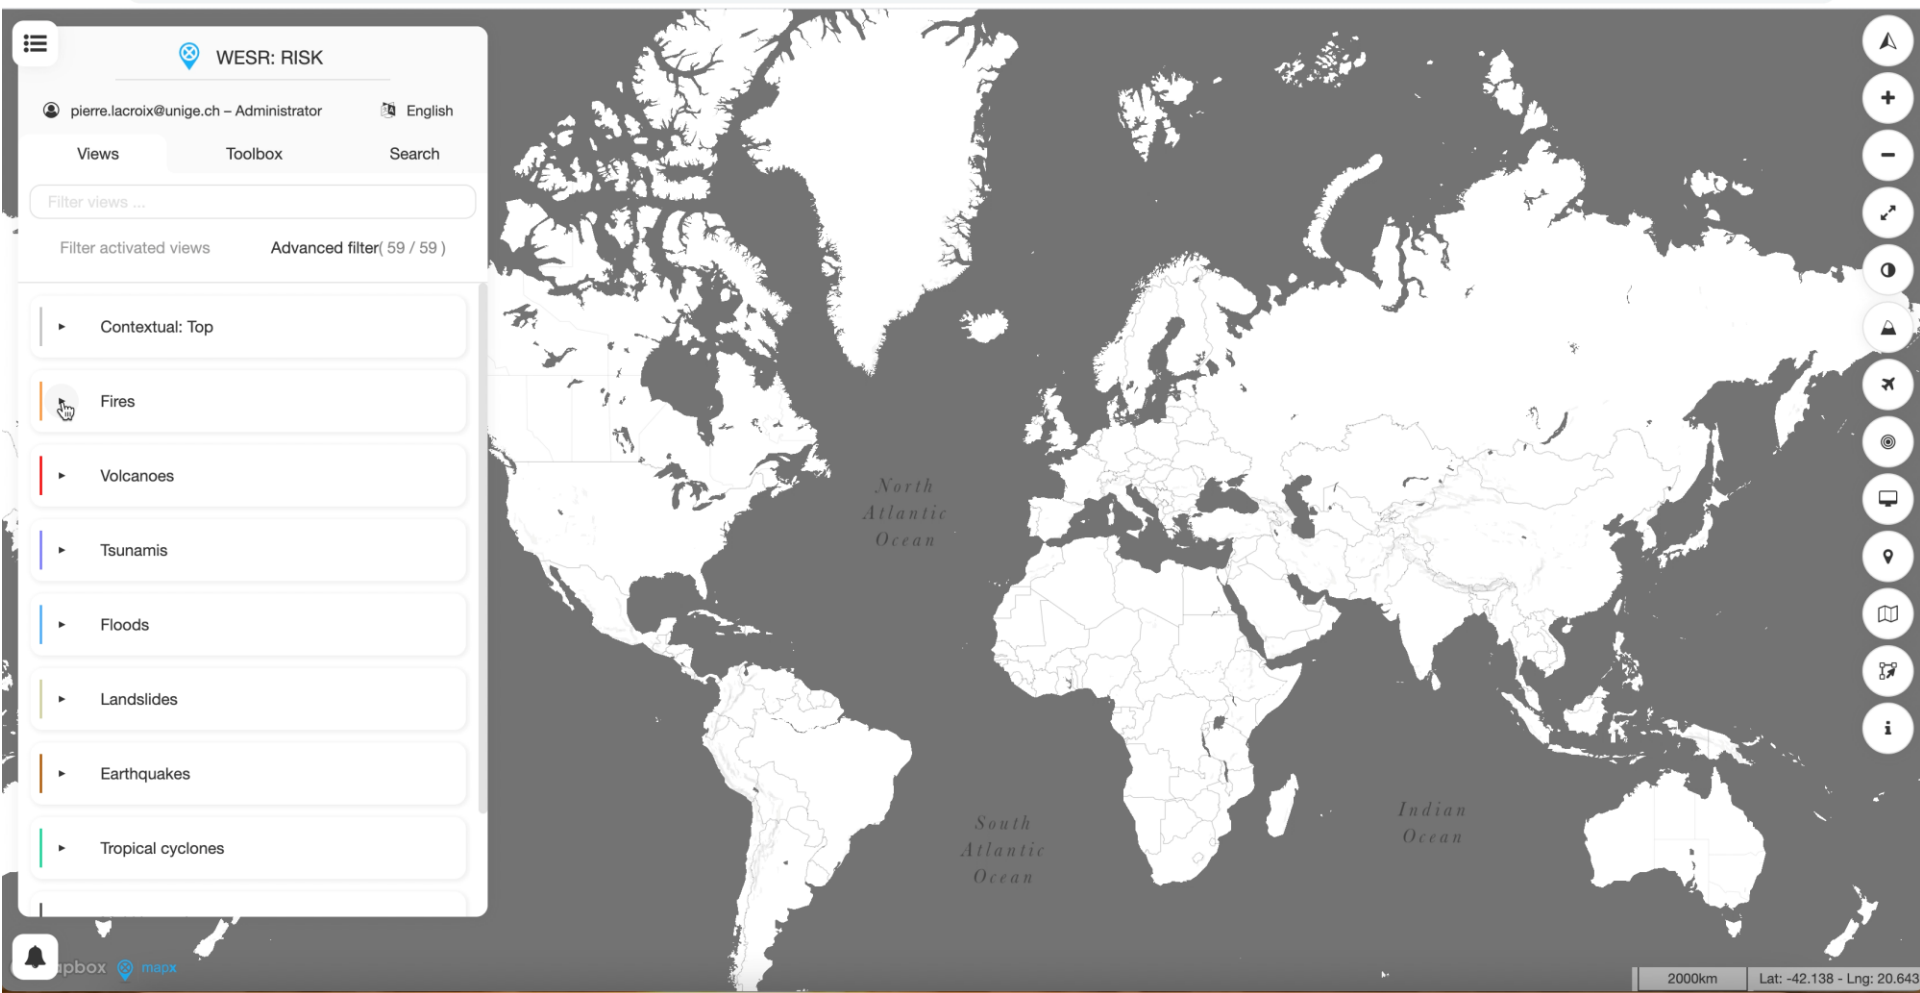 WESR: RISK
pierre.lacroix@unige.ch – Administrator
English
Views
Toolbox
Search
Filter views ...
Filter activated views
Advanced filter( 59 / 59 )
Contextual: Top
Fires
Volcanoes
Tsunamis
Floods
Landslides
Earthquakes
Tropical cyclones
North
Atlantic
Ocean
South
Atlantic
Ocean
Indian
Ocean
mapx
2000km
Lat: -42.138 - Lng: 20.643